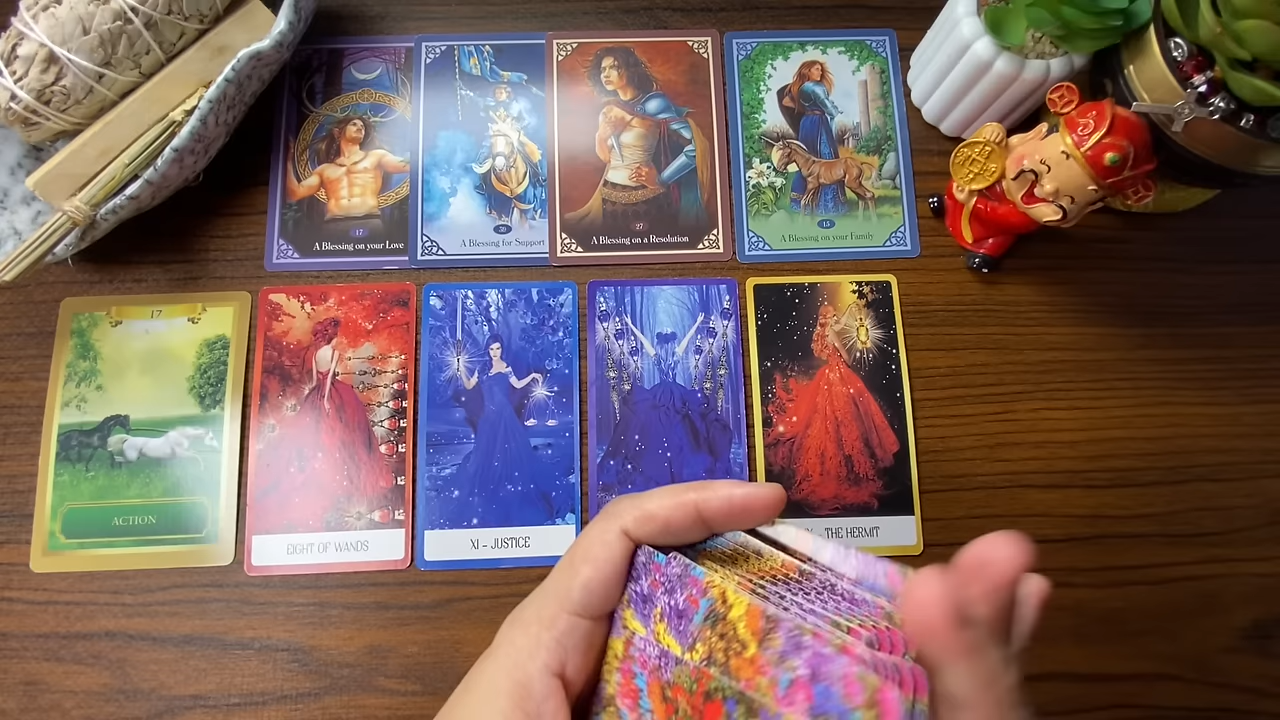 17
A Blessing on your Love
A Blessing for Support
27
A Blessing on a Resolution
15
A Blessing on your Family
17
ACTION
EIGHT OF WANDS
XI – JUSTICE
– THE HERMIT